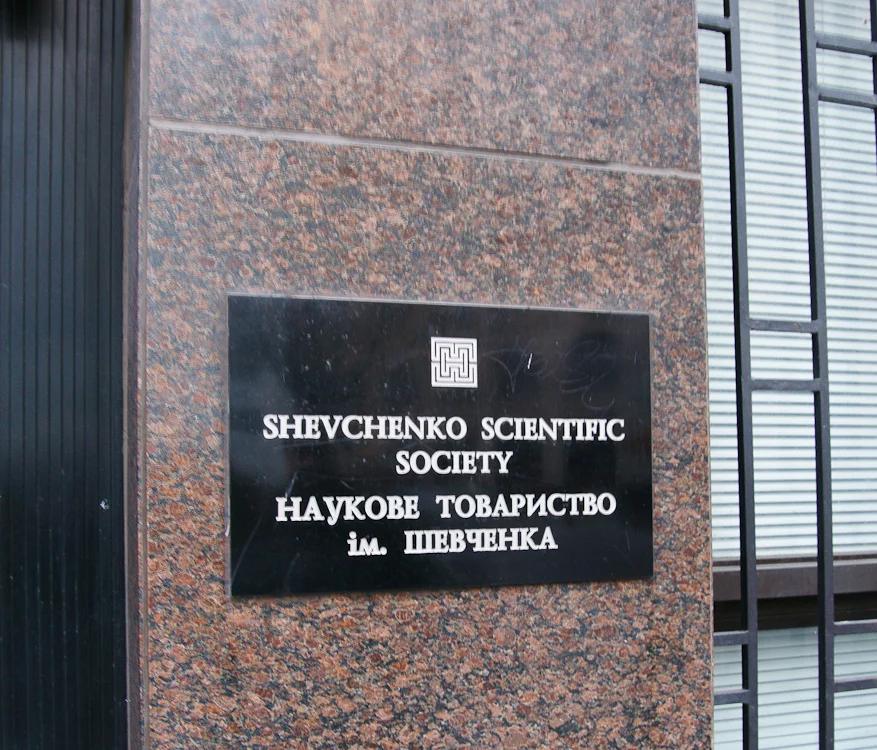 SHEVCHENKO SCIENTIFIC
SOCIETY
НАУКОВЕ ТОВАРИСТВО
ім. ШЕВЧЕНКА